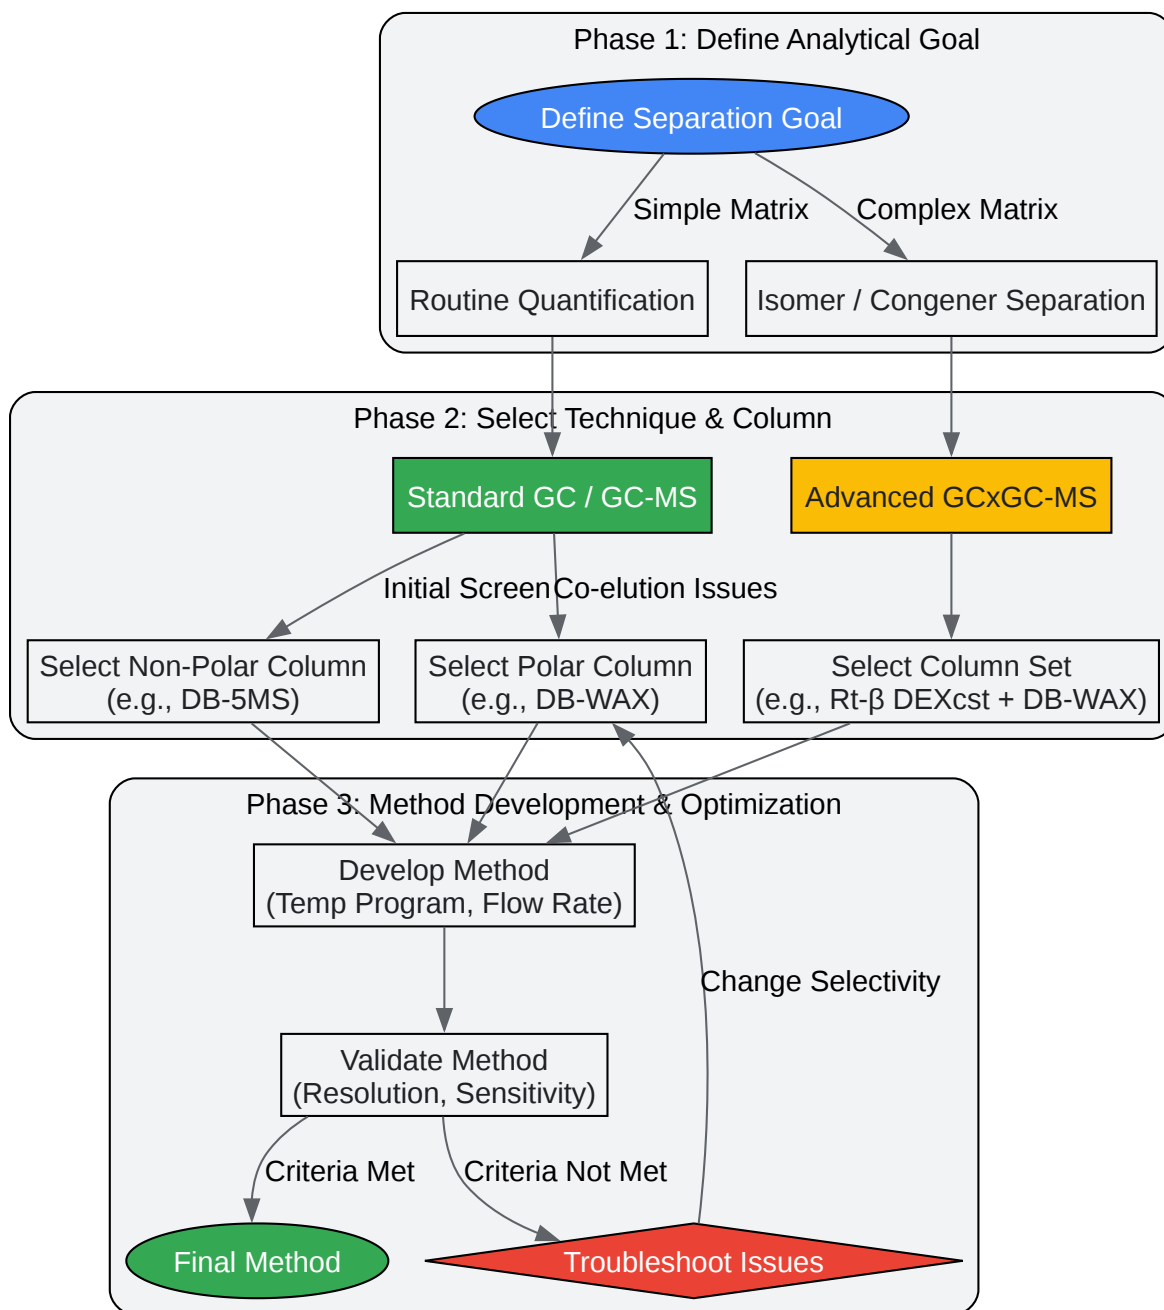 Phase 1: Define Analytical Goal
Define Separation Goal
Simple Matrix
Complex Matrix
Routine Quantification
Isomer / Congener Separation
Phase 2: Select Technique & Column
Standard GC / GC-MS
Advanced GCxGC-MS
Initial Screen
Co-elution Issues
Select Non-Polar Column
(e.g., DB-5MS)
Select Polar Column
(e.g., DB-WAX)
Select Column Set
(e.g., Rt-β DEXcst + DB-WAX)
Phase 3: Method Development & Optimization
Develop Method
(Temp Program, Flow Rate)
Change Selectivity
Validate Method
(Resolution, Sensitivity)
Criteria Met
Criteria Not Met
Final Method
Troubleshoot Issues